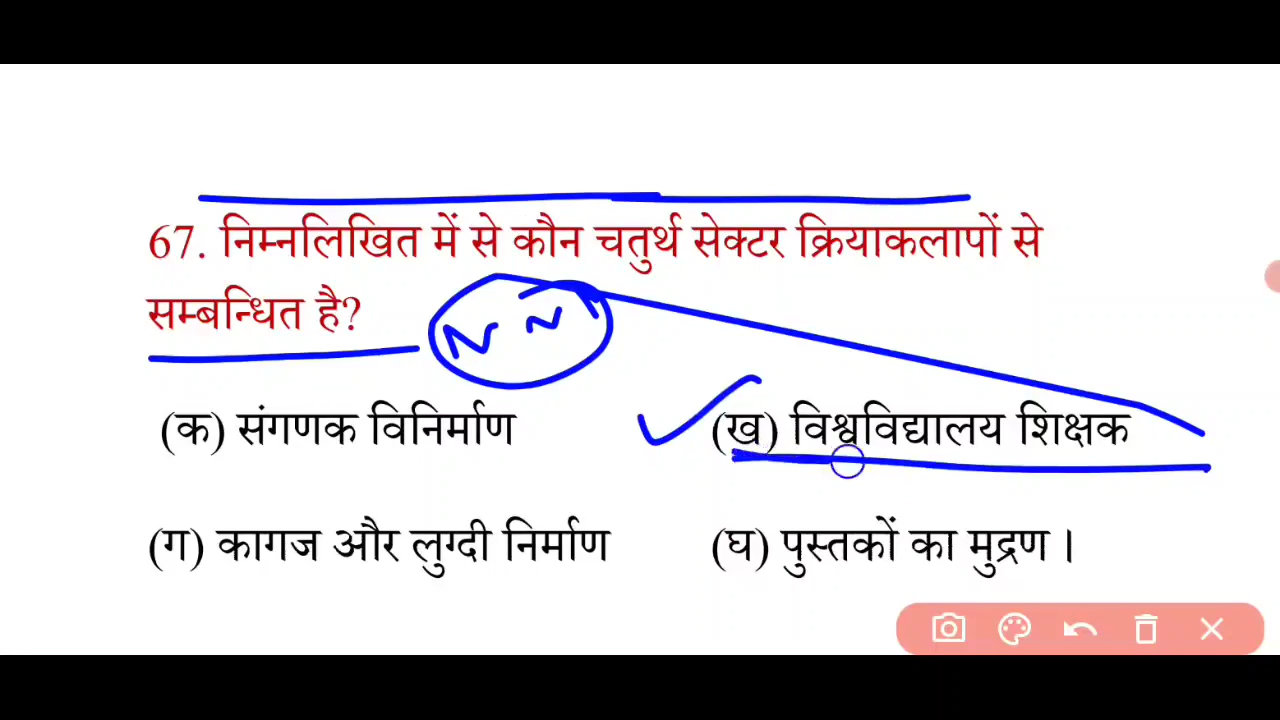 67. निम्नलिखित में से कौन चतुर्थ सेक्टर क्रियाकलापों से
सम्बन्धित है?
(क) संगणक विनिर्माण (ख) विश्वविद्यालय शिक्षक
(ग) कागज और लुग्दी निर्माण (घ) पुस्तकों का मुद्रण ।